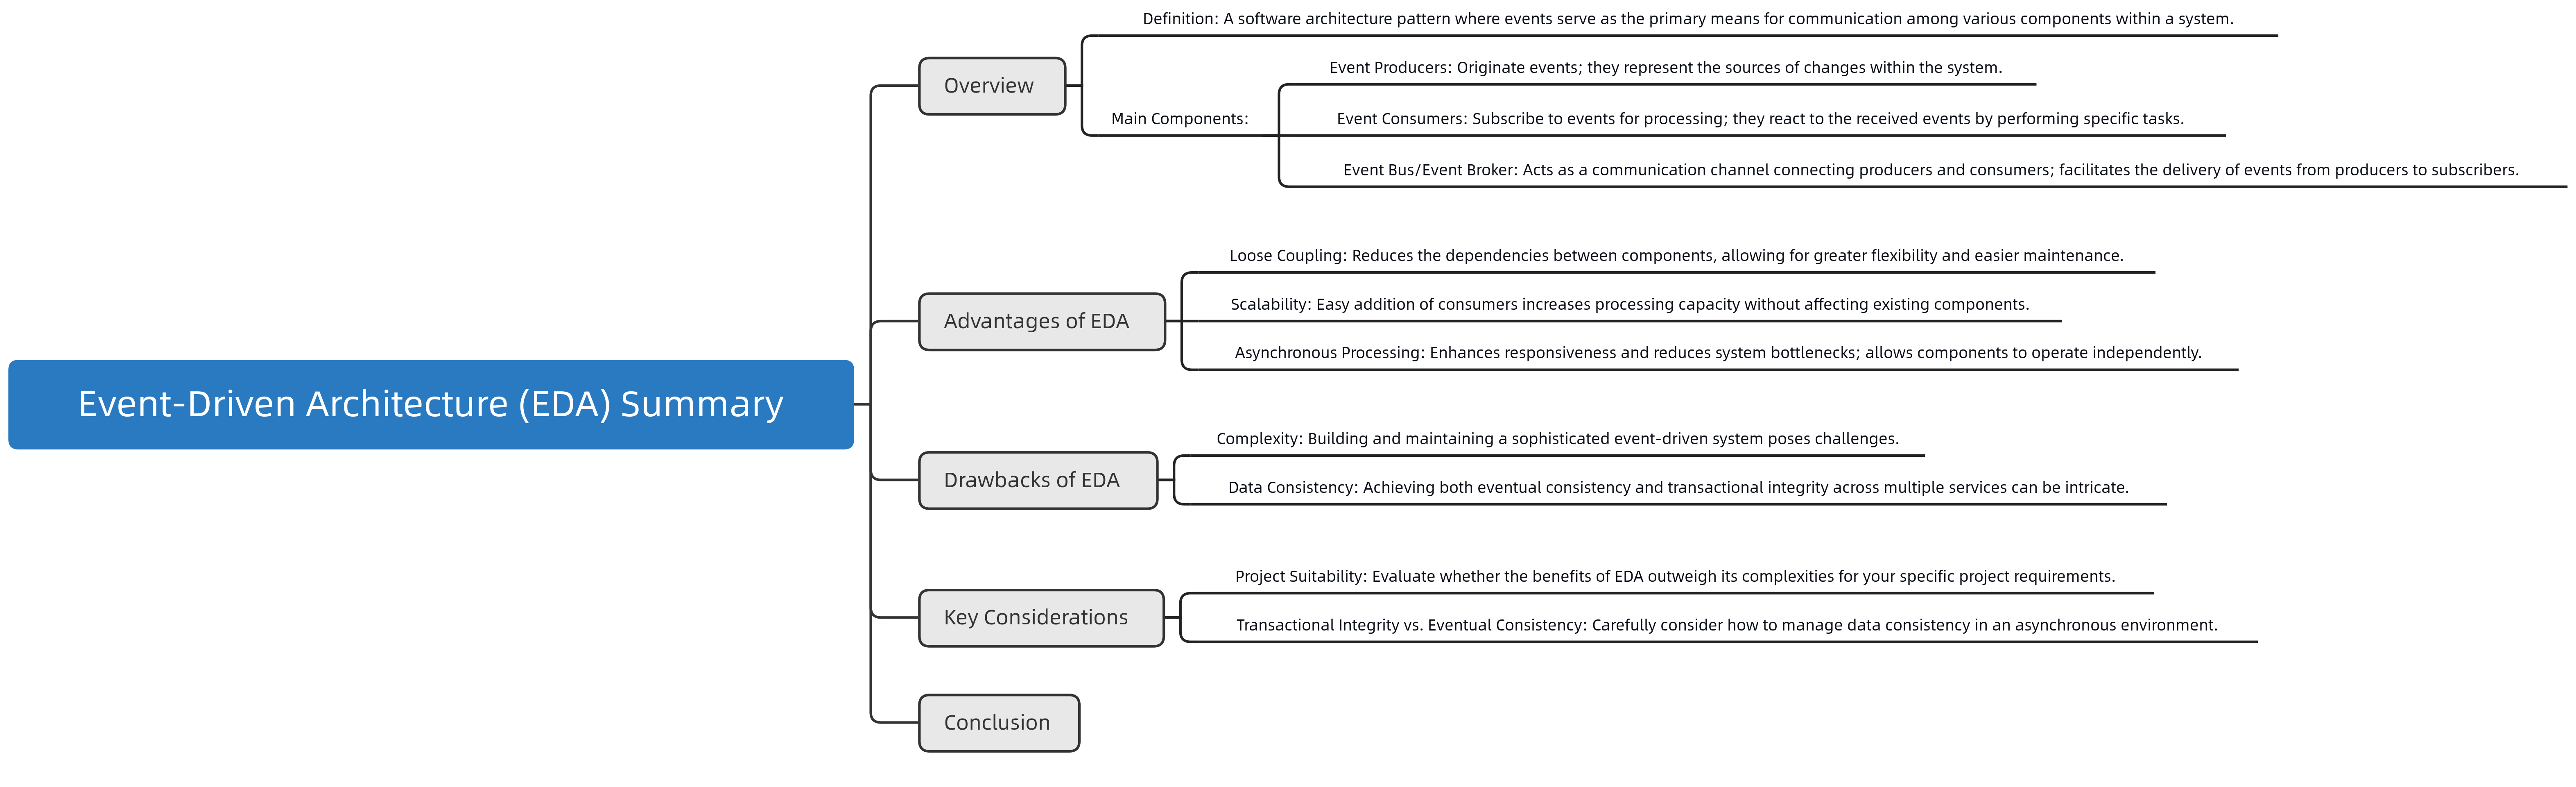 Event-Driven Architecture (EDA) Summary
Overview
Definition: A software architecture pattern where events serve as the primary means for communication among various components within a system.
Main Components:
Event Producers: Originate events; they represent the sources of changes within the system.
Event Consumers: Subscribe to events for processing; they react to the received events by performing specific tasks.
Event Bus/Event Broker: Acts as a communication channel connecting producers and consumers; facilitates the delivery of events from producers to subscribers.
Advantages of EDA
Loose Coupling: Reduces the dependencies between components, allowing for greater flexibility and easier maintenance.
Scalability: Easy addition of consumers increases processing capacity without affecting existing components.
Asynchronous Processing: Enhances responsiveness and reduces system bottlenecks; allows components to operate independently.
Drawbacks of EDA
Complexity: Building and maintaining a sophisticated event-driven system poses challenges.
Data Consistency: Achieving both eventual consistency and transactional integrity across multiple services can be intricate.
Key Considerations
Project Suitability: Evaluate whether the benefits of EDA outweigh its complexities for your specific project requirements.
Transactional Integrity vs. Eventual Consistency: Carefully consider how to manage data consistency in an asynchronous environment.
Conclusion